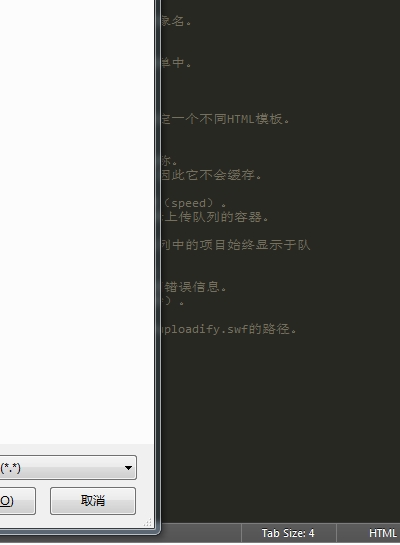 象名。
单中。
定一个不同HTML模板。
称。
因此它不会缓存。
（speed）。
上传队列的容器。
列中的项目始终显示于队
错误信息。
）。
uploadify.swf的路径。
(*.*)
O)
取消
Tab Size: 4
HTML